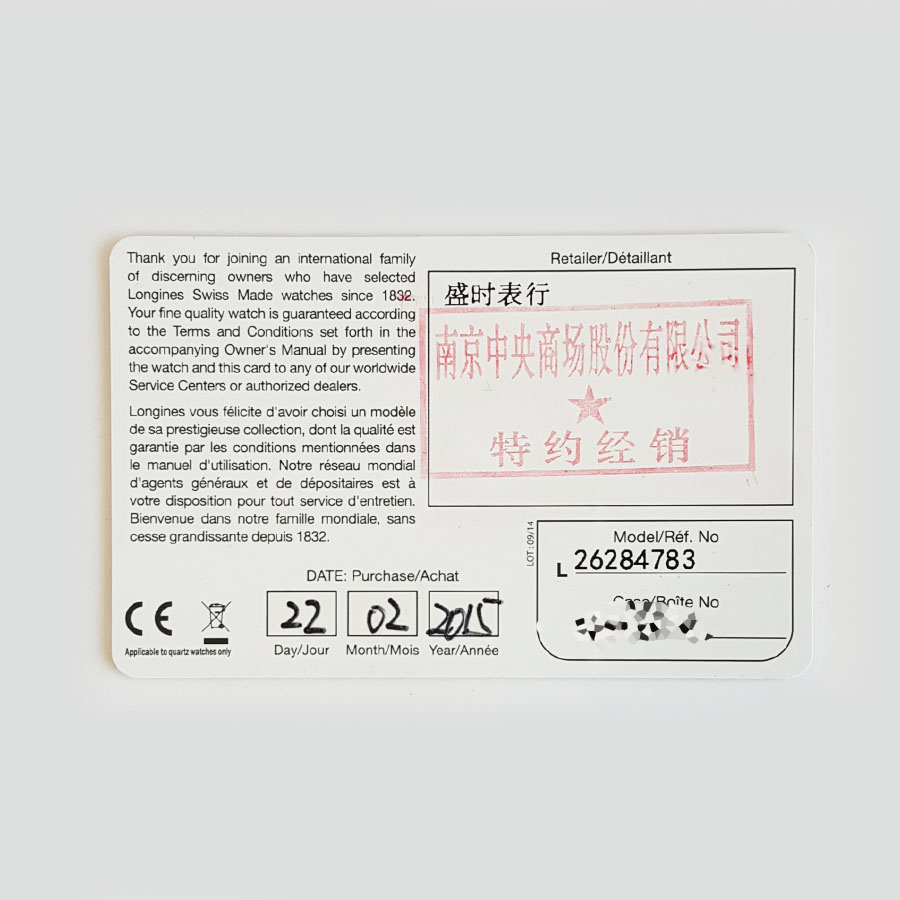 Thank you for joining an international family
of discerning owners who have selected
Longines Swiss Made watches since 1832.
Your fine quality watch is guaranteed according
to the Terms and Conditions set forth in the
accompanying Owner's Manual by presenting
the watch and this card to any of our worldwide
Service Centers or authorized dealers.
Longines vous félicite d'avoir choisi un modèle
de sa prestigieuse collection, dont la qualité est
garantie par les conditions mentionnées dans
le manuel d'utilisation. Notre réseau mondial
d'agents généraux et de dépositaires est à
votre disposition pour tout service d'entretien.
Bienvenue dans notre famille mondiale, sans
cesse grandissante depuis 1832.
Retailer/Détaillant
盛时表行
南京中央商场股份有限公司
特约经销
LOT: 09/14
Model/Réf. No
L 26284783
Case/Boîte No
DATE: Purchase/Achat
22 02 2015
Day/Jour Month/Mois Year/Année
CE
Applicable to quartz watches only